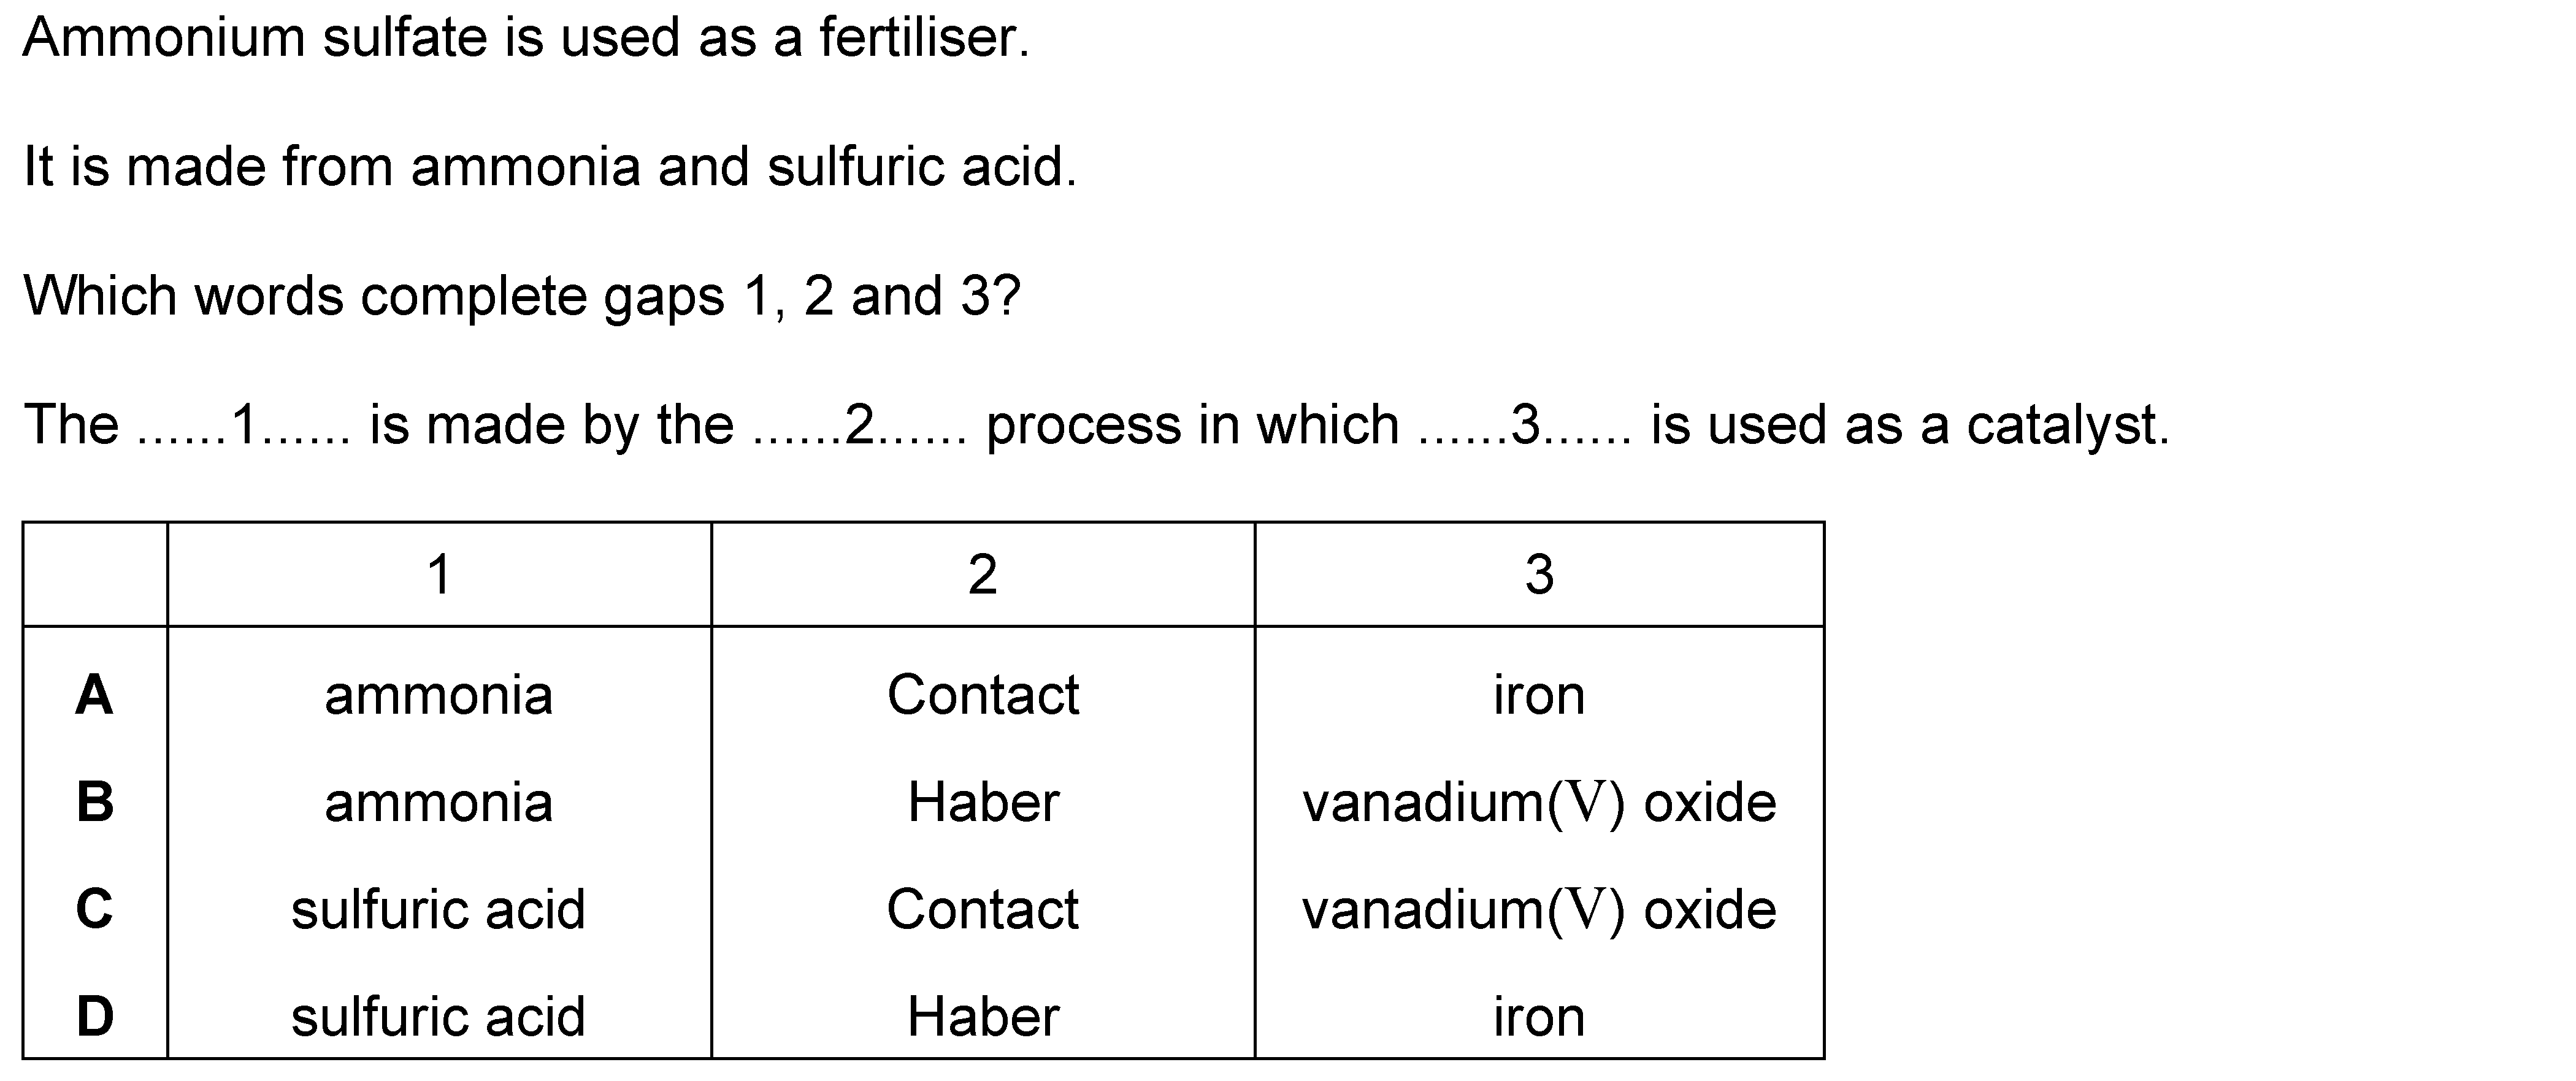 Ammonium sulfate is used as a fertiliser.
It is made from ammonia and sulfuric acid.
Which words complete gaps 1, 2 and 3?
The ......1...... is made by the ......2...... process in which ......3...... is used as a catalyst.
1 2 3
A ammonia Contact iron
B ammonia Haber vanadium(V) oxide
C sulfuric acid Contact vanadium(V) oxide
D sulfuric acid Haber iron